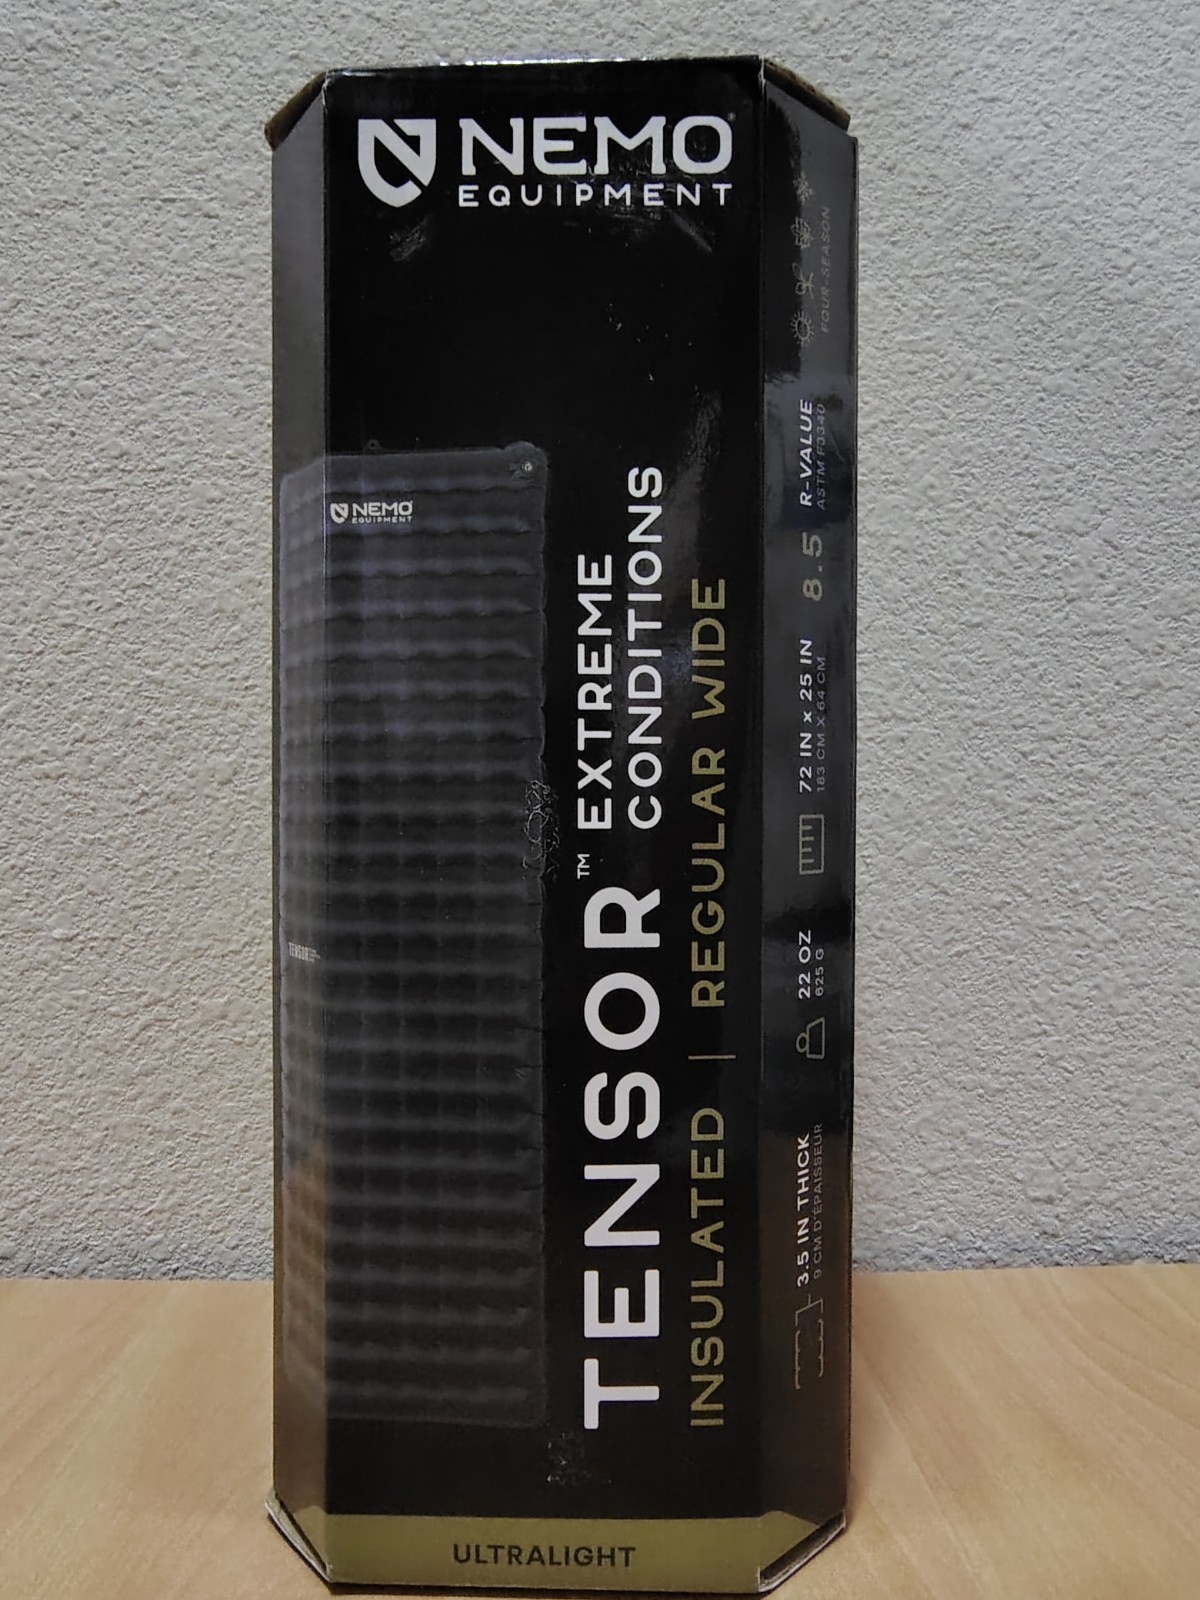 NEMO
EQUIPMENT
NEMO
EQUIPMENT
TENSOR
TENSOR™ EXTREME
CONDITIONS
INSULATED | REGULAR WIDE
3.5 IN THICK
9 CM D'ÉPAISSEUR
22 OZ
625 G
72 IN x 25 IN
183 CM X 64 CM
8.5
R-VALUE
ASTM F3340
FOUR-SEASON
ULTRALIGHT